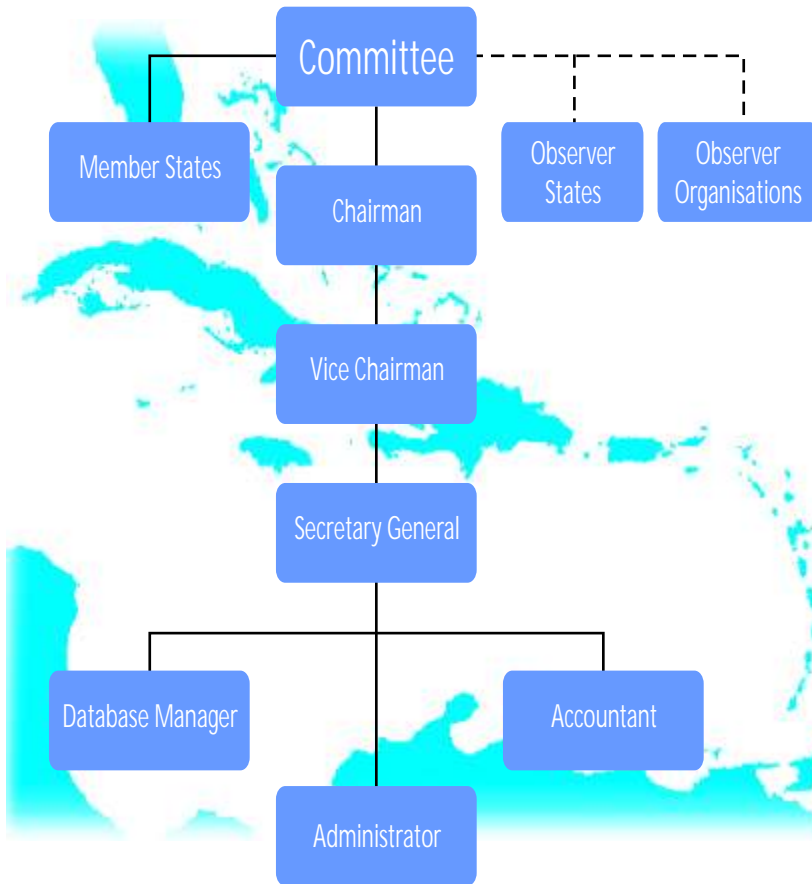 Committee
Member States
Observer
States
Observer
Organisations
Chairman
Vice Chairman
Secretary General
Database Manager
Accountant
Administrator